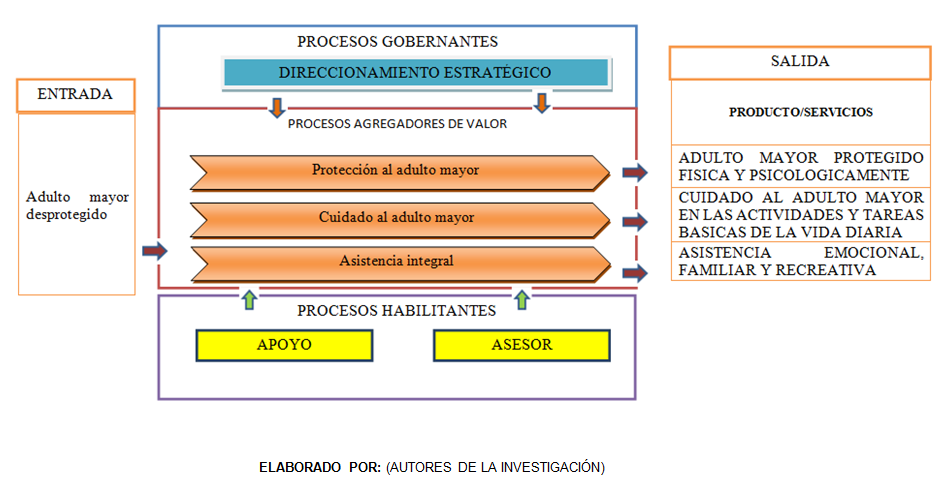 ENTRADA
Adulto mayor
desprotegido
PROCESOS GOBERNANTES
DIRECCIONAMIENTO ESTRATÉGICO
PROCESOS AGREGADORES DE VALOR
Protección al adulto mayor
Cuidado al adulto mayor
Asistencia integral
PROCESOS HABILITANTES
APOYO
ASESOR
SALIDA
PRODUCTO/SERVICIOS
ADULTO MAYOR PROTEGIDO
FISICA Y PSICOLOGICAMENTE
CUIDADO AL ADULTO MAYOR
EN LAS ACTIVIDADES Y TAREAS
BASICAS DE LA VIDA DIARIA
ASISTENCIA EMOCIONAL,
FAMILIAR Y RECREATIVA
ELABORADO POR: (AUTORES DE LA INVESTIGACIÓN)